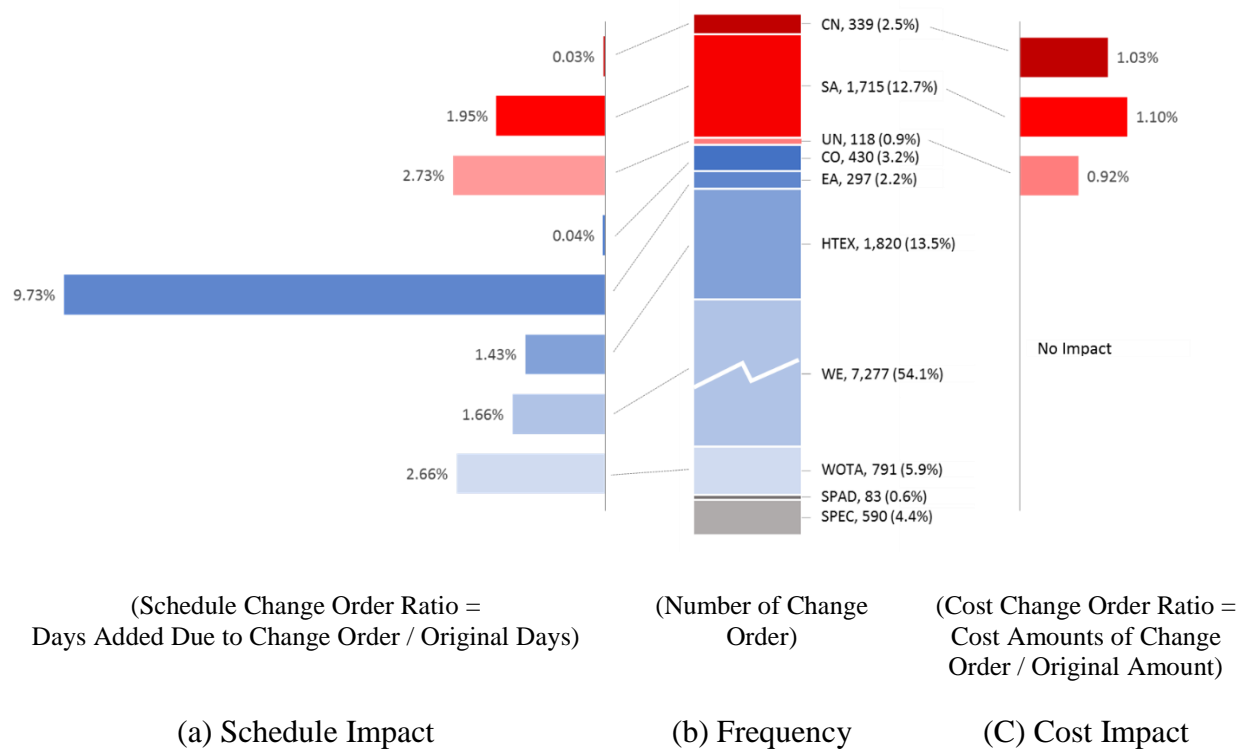 0.03%
1.95%
2.73%
0.04%
9.73%
1.43%
1.66%
2.66%
CN, 339 (2.5%)
SA, 1,715 (12.7%)
UN, 118 (0.9%)
CO, 430 (3.2%)
EA, 297 (2.2%)
HTEX, 1,820 (13.5%)
WE, 7,277 (54.1%)
WOTA, 791 (5.9%)
SPAD, 83 (0.6%)
SPEC, 590 (4.4%)
1.03%
1.10%
0.92%
No Impact
(Schedule Change Order Ratio =
Days Added Due to Change Order / Original Days)
(Number of Change
Order)
(Cost Change Order Ratio =
Cost Amounts of Change
Order / Original Amount)
(a) Schedule Impact
(b) Frequency
(C) Cost Impact